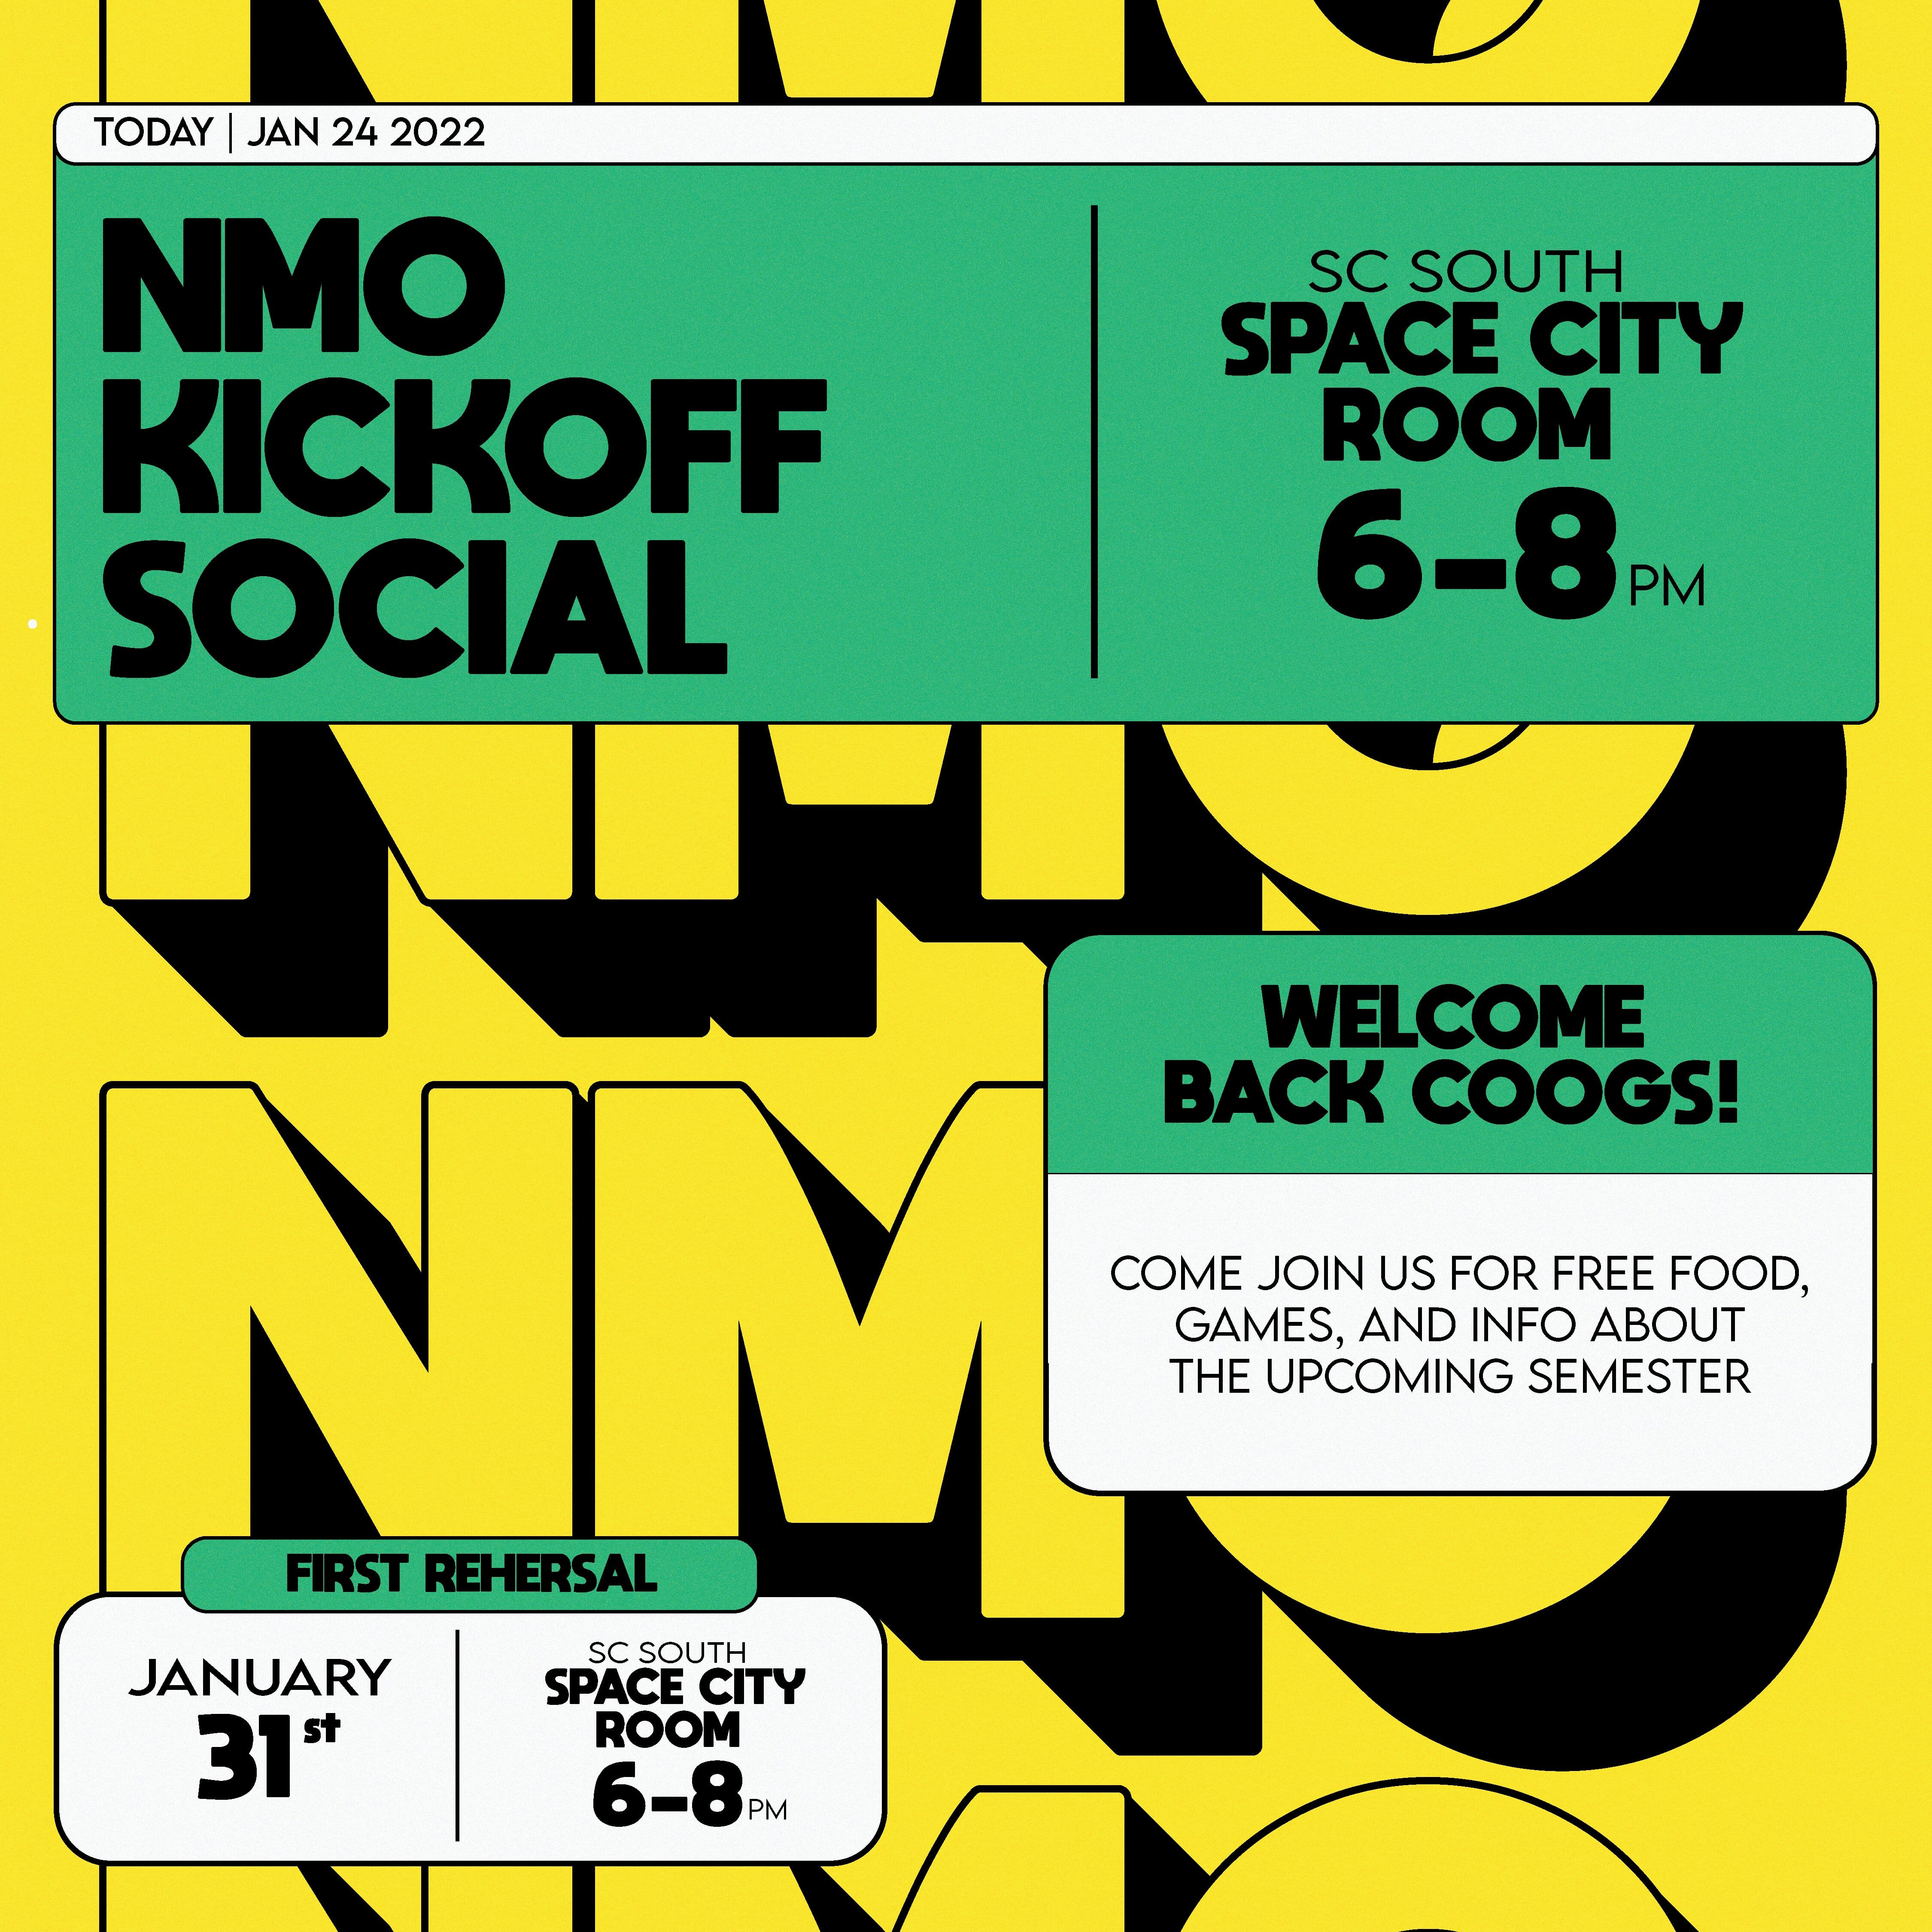 TODAY | JAN 24 2022
NMO
KICKOFF
SOCIAL
SC SOUTH
SPACE CITY
ROOM
6-8 PM
WELCOME
BACK COOGS!
COME JOIN US FOR FREE FOOD,
GAMES, AND INFO ABOUT
THE UPCOMING SEMESTER
NMO
FIRST REHERSAL
JANUARY
31st
SC SOUTH
SPACE CITY
ROOM
6-8 PM